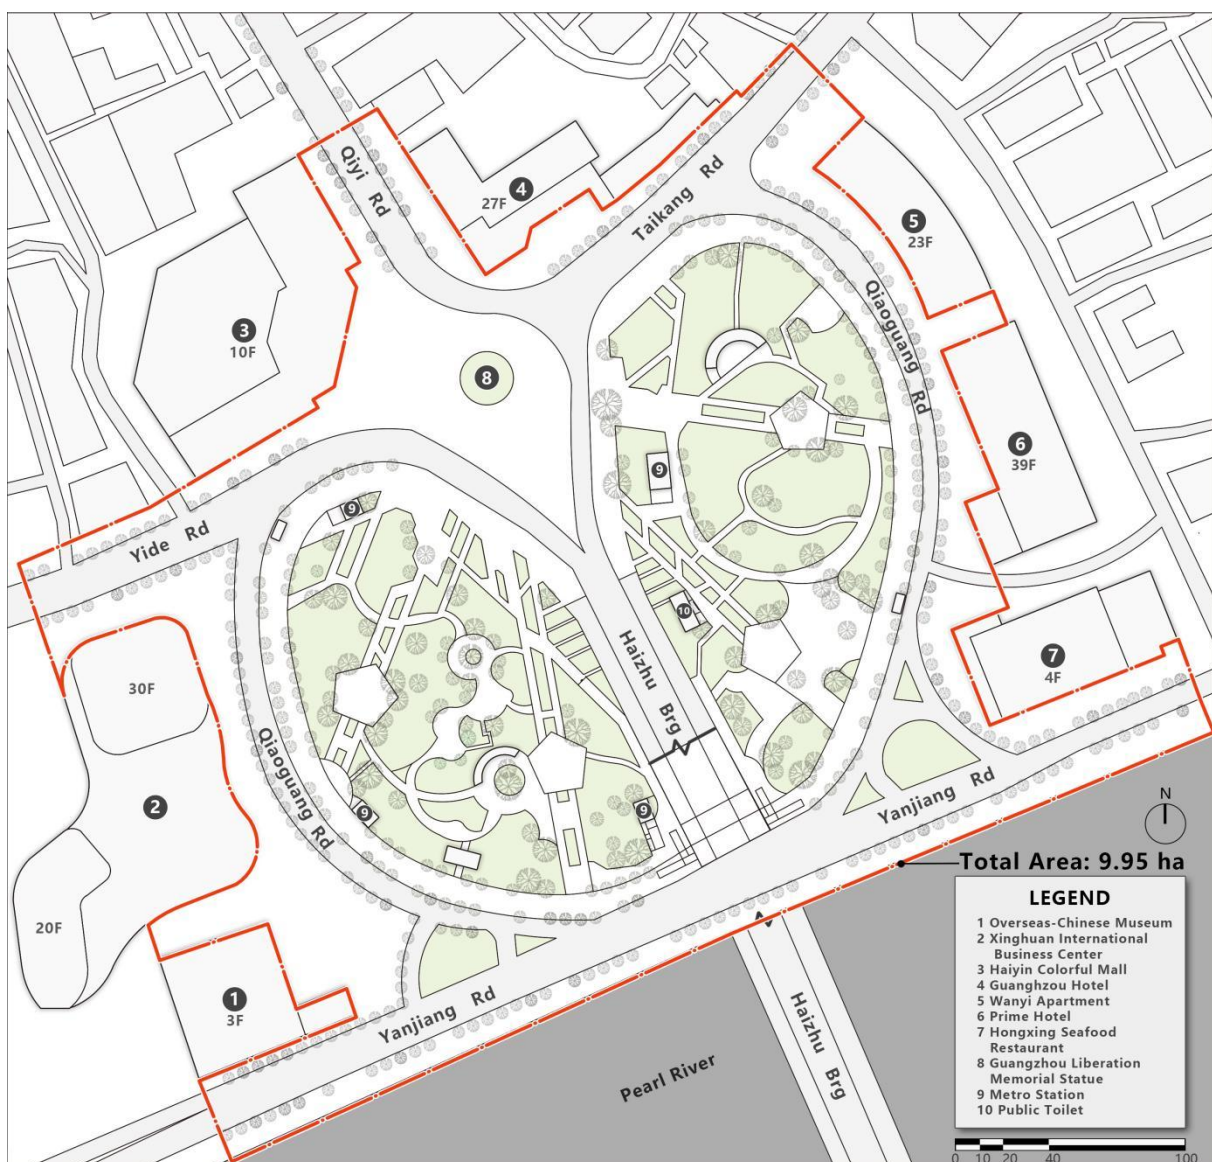 Qiyi Rd
4
27F
Taikang Rd
5
23F
3
10F
8
Qiaoguang Rd
6
39F
9
9
Yide Rd
10
Haizhu Brg
7
4F
30F
Qiaoguang Rd
2
9
9
Yanjiang Rd
N
Total Area: 9.95 ha
20F
1
3F
Yanjiang Rd
Haizhu Brg
Pearl River
LEGEND
1 Overseas-Chinese Museum
2 Xinghuan International
Business Center
3 Haiyin Colorful Mall
4 Guanghzou Hotel
5 Wanyi Apartment
6 Prime Hotel
7 Hongxing Seafood
Restaurant
8 Guangzhou Liberation
Memorial Statue
9 Metro Station
10 Public Toilet
0 10 20 40 100